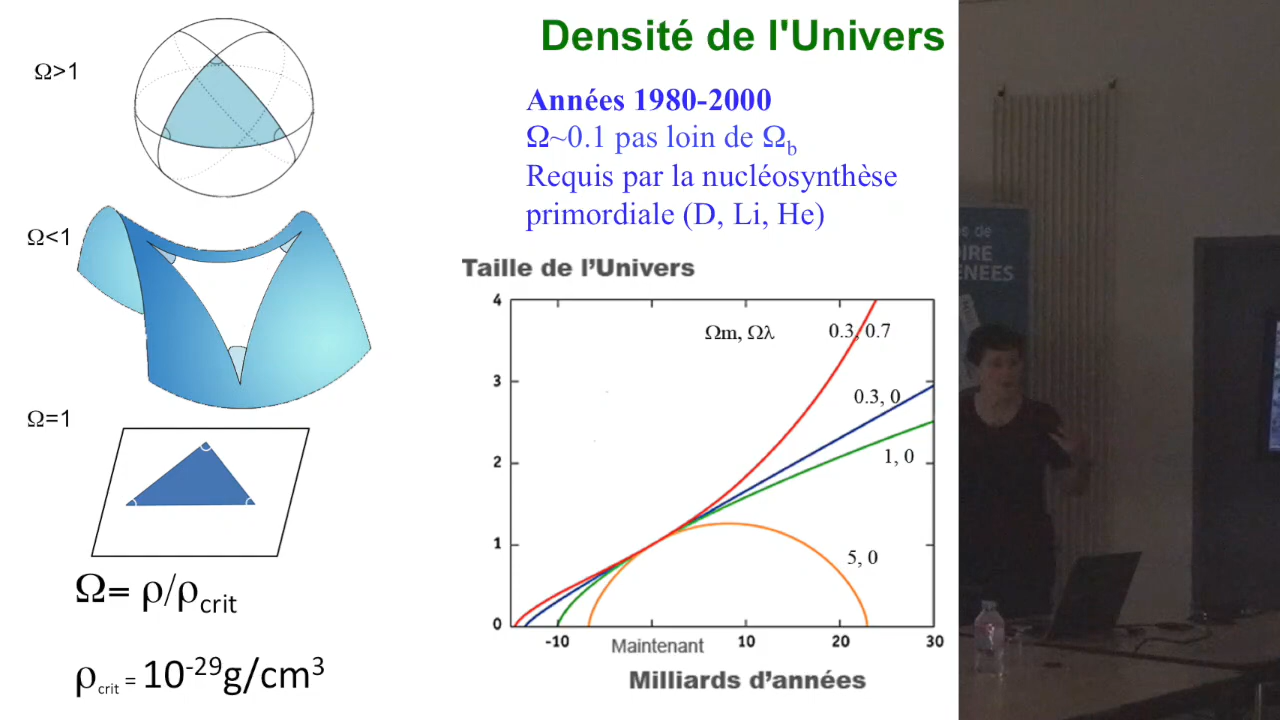 Densité de l'Univers
Ω>1
Années 1980-2000
Ω~0.1 pas loin de Ωb
Requis par la nucléosynthèse
primordiale (D, Li, He)
Ω<1
Ω=1
Ω= ρ/ρcrit
ρcrit = 10-29g/cm3
Taille de l'Univers
4
3
2
1
0
Ωm, Ωλ
0.3, 0.7
0.3, 0
1, 0
5, 0
-10
Maintenant
10
20
30
Milliards d'années
de